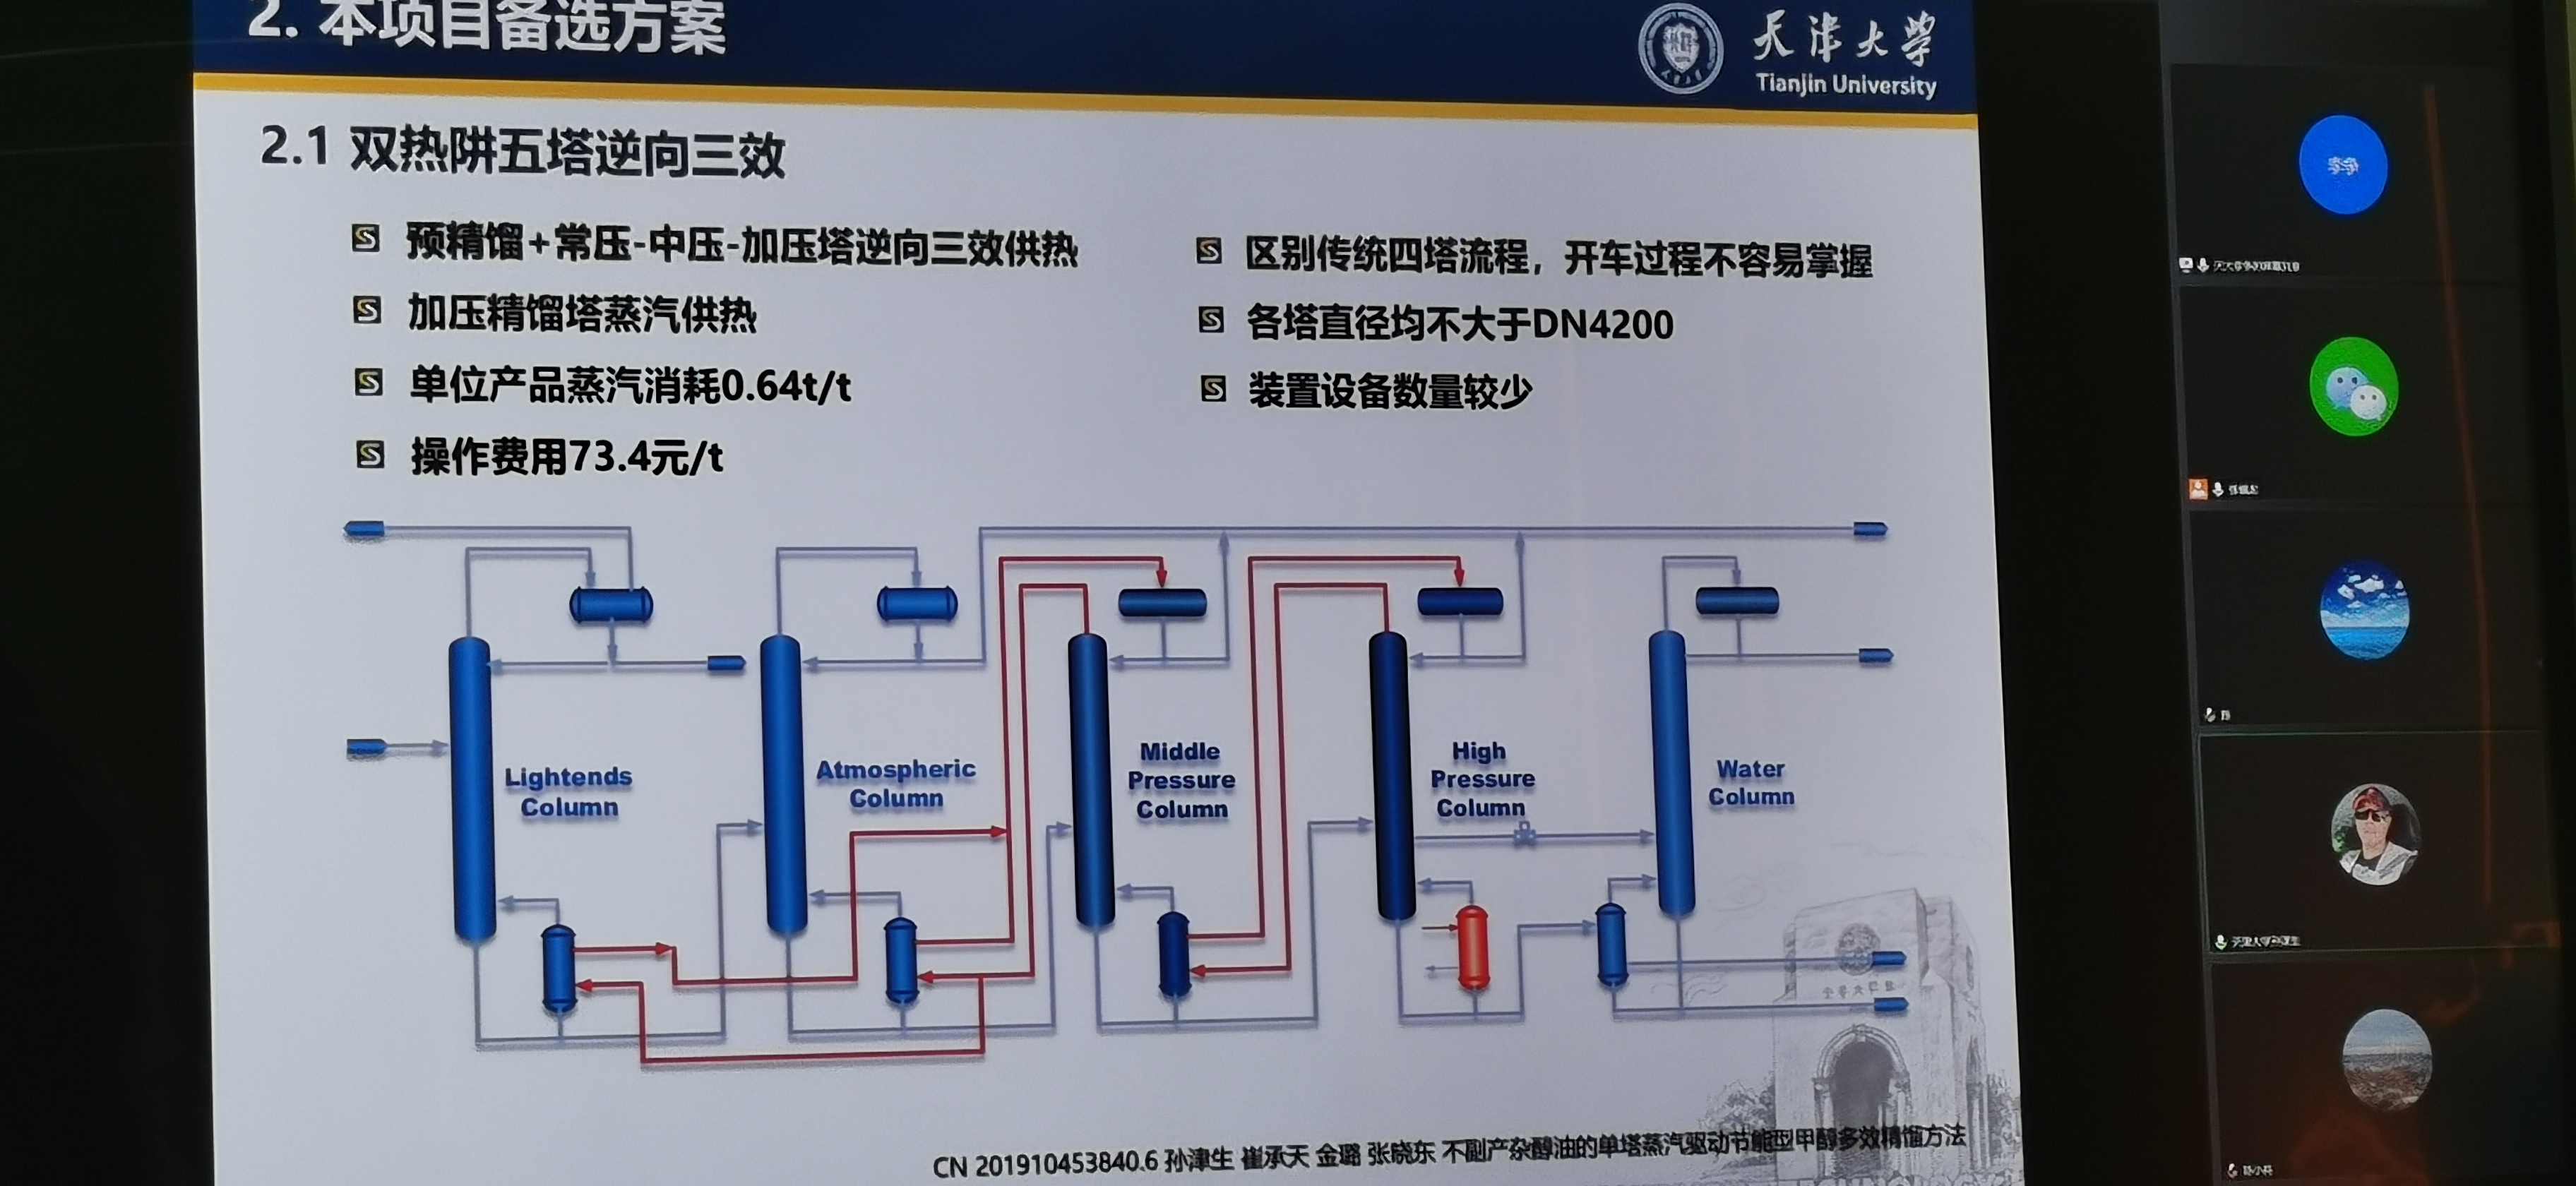 2. 本项目备选方案
天津大学
Tianjin University
2.1 双热阱五塔逆向三效
预精馏+常压-中压-加压塔逆向三效供热
加压精馏塔蒸汽供热
单位产品蒸汽消耗0.64t/t
操作费用73.4元/t
区别传统四塔流程，开车过程不容易掌握
各塔直径均不大于DN4200
装置设备数量较少
Lightends
Column
Atmospheric
Column
Middle
Pressure
Column
High
Pressure
Column
Water
Column
CN 201910453840.6 孙津生 崔承天 金璐 张晓东 不副产杂醇油的单塔蒸汽驱动节能型甲醇多效精馏方法